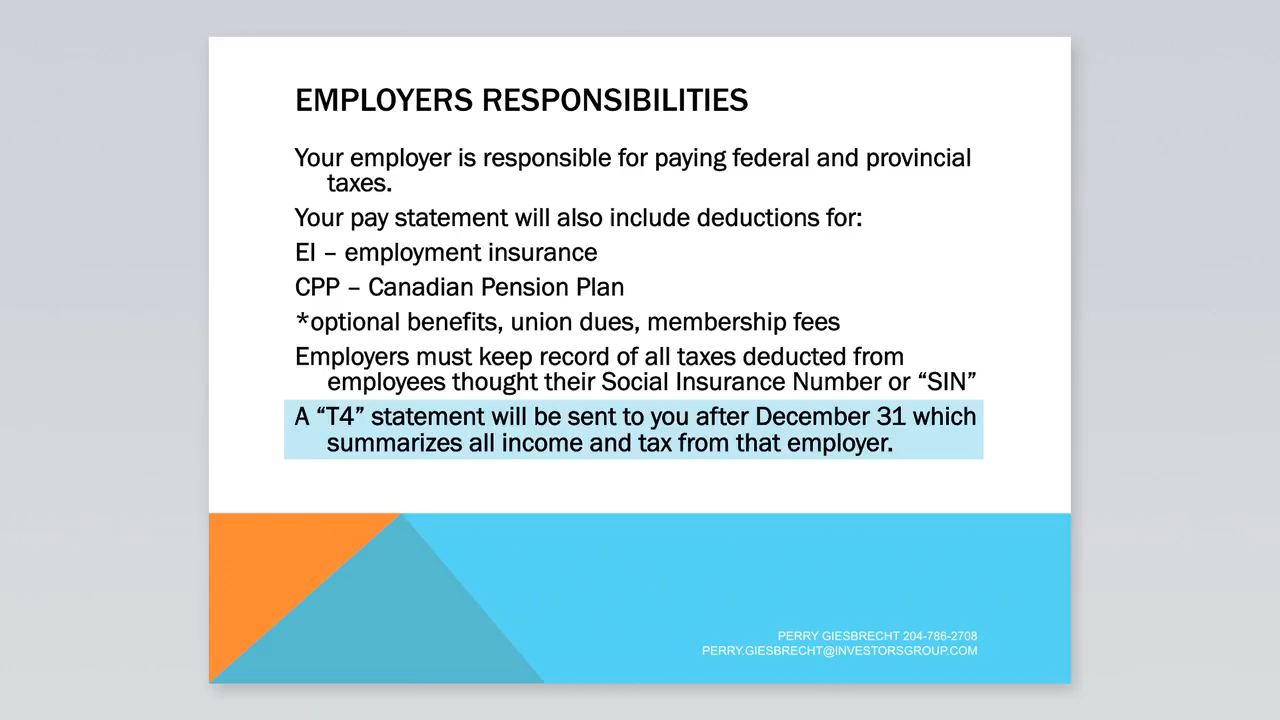 EMPLOYERS RESPONSIBILITIES
Your employer is responsible for paying federal and provincial
taxes.
Your pay statement will also include deductions for:
EI – employment insurance
CPP – Canadian Pension Plan
*optional benefits, union dues, membership fees
Employers must keep record of all taxes deducted from
employees thought their Social Insurance Number or “SIN”
A “T4” statement will be sent to you after December 31 which
summarizes all income and tax from that employer.
PERRY GIESBRECHT 204-786-2708
PERRY.GIESBRECHT@INVESTORSGROUP.COM